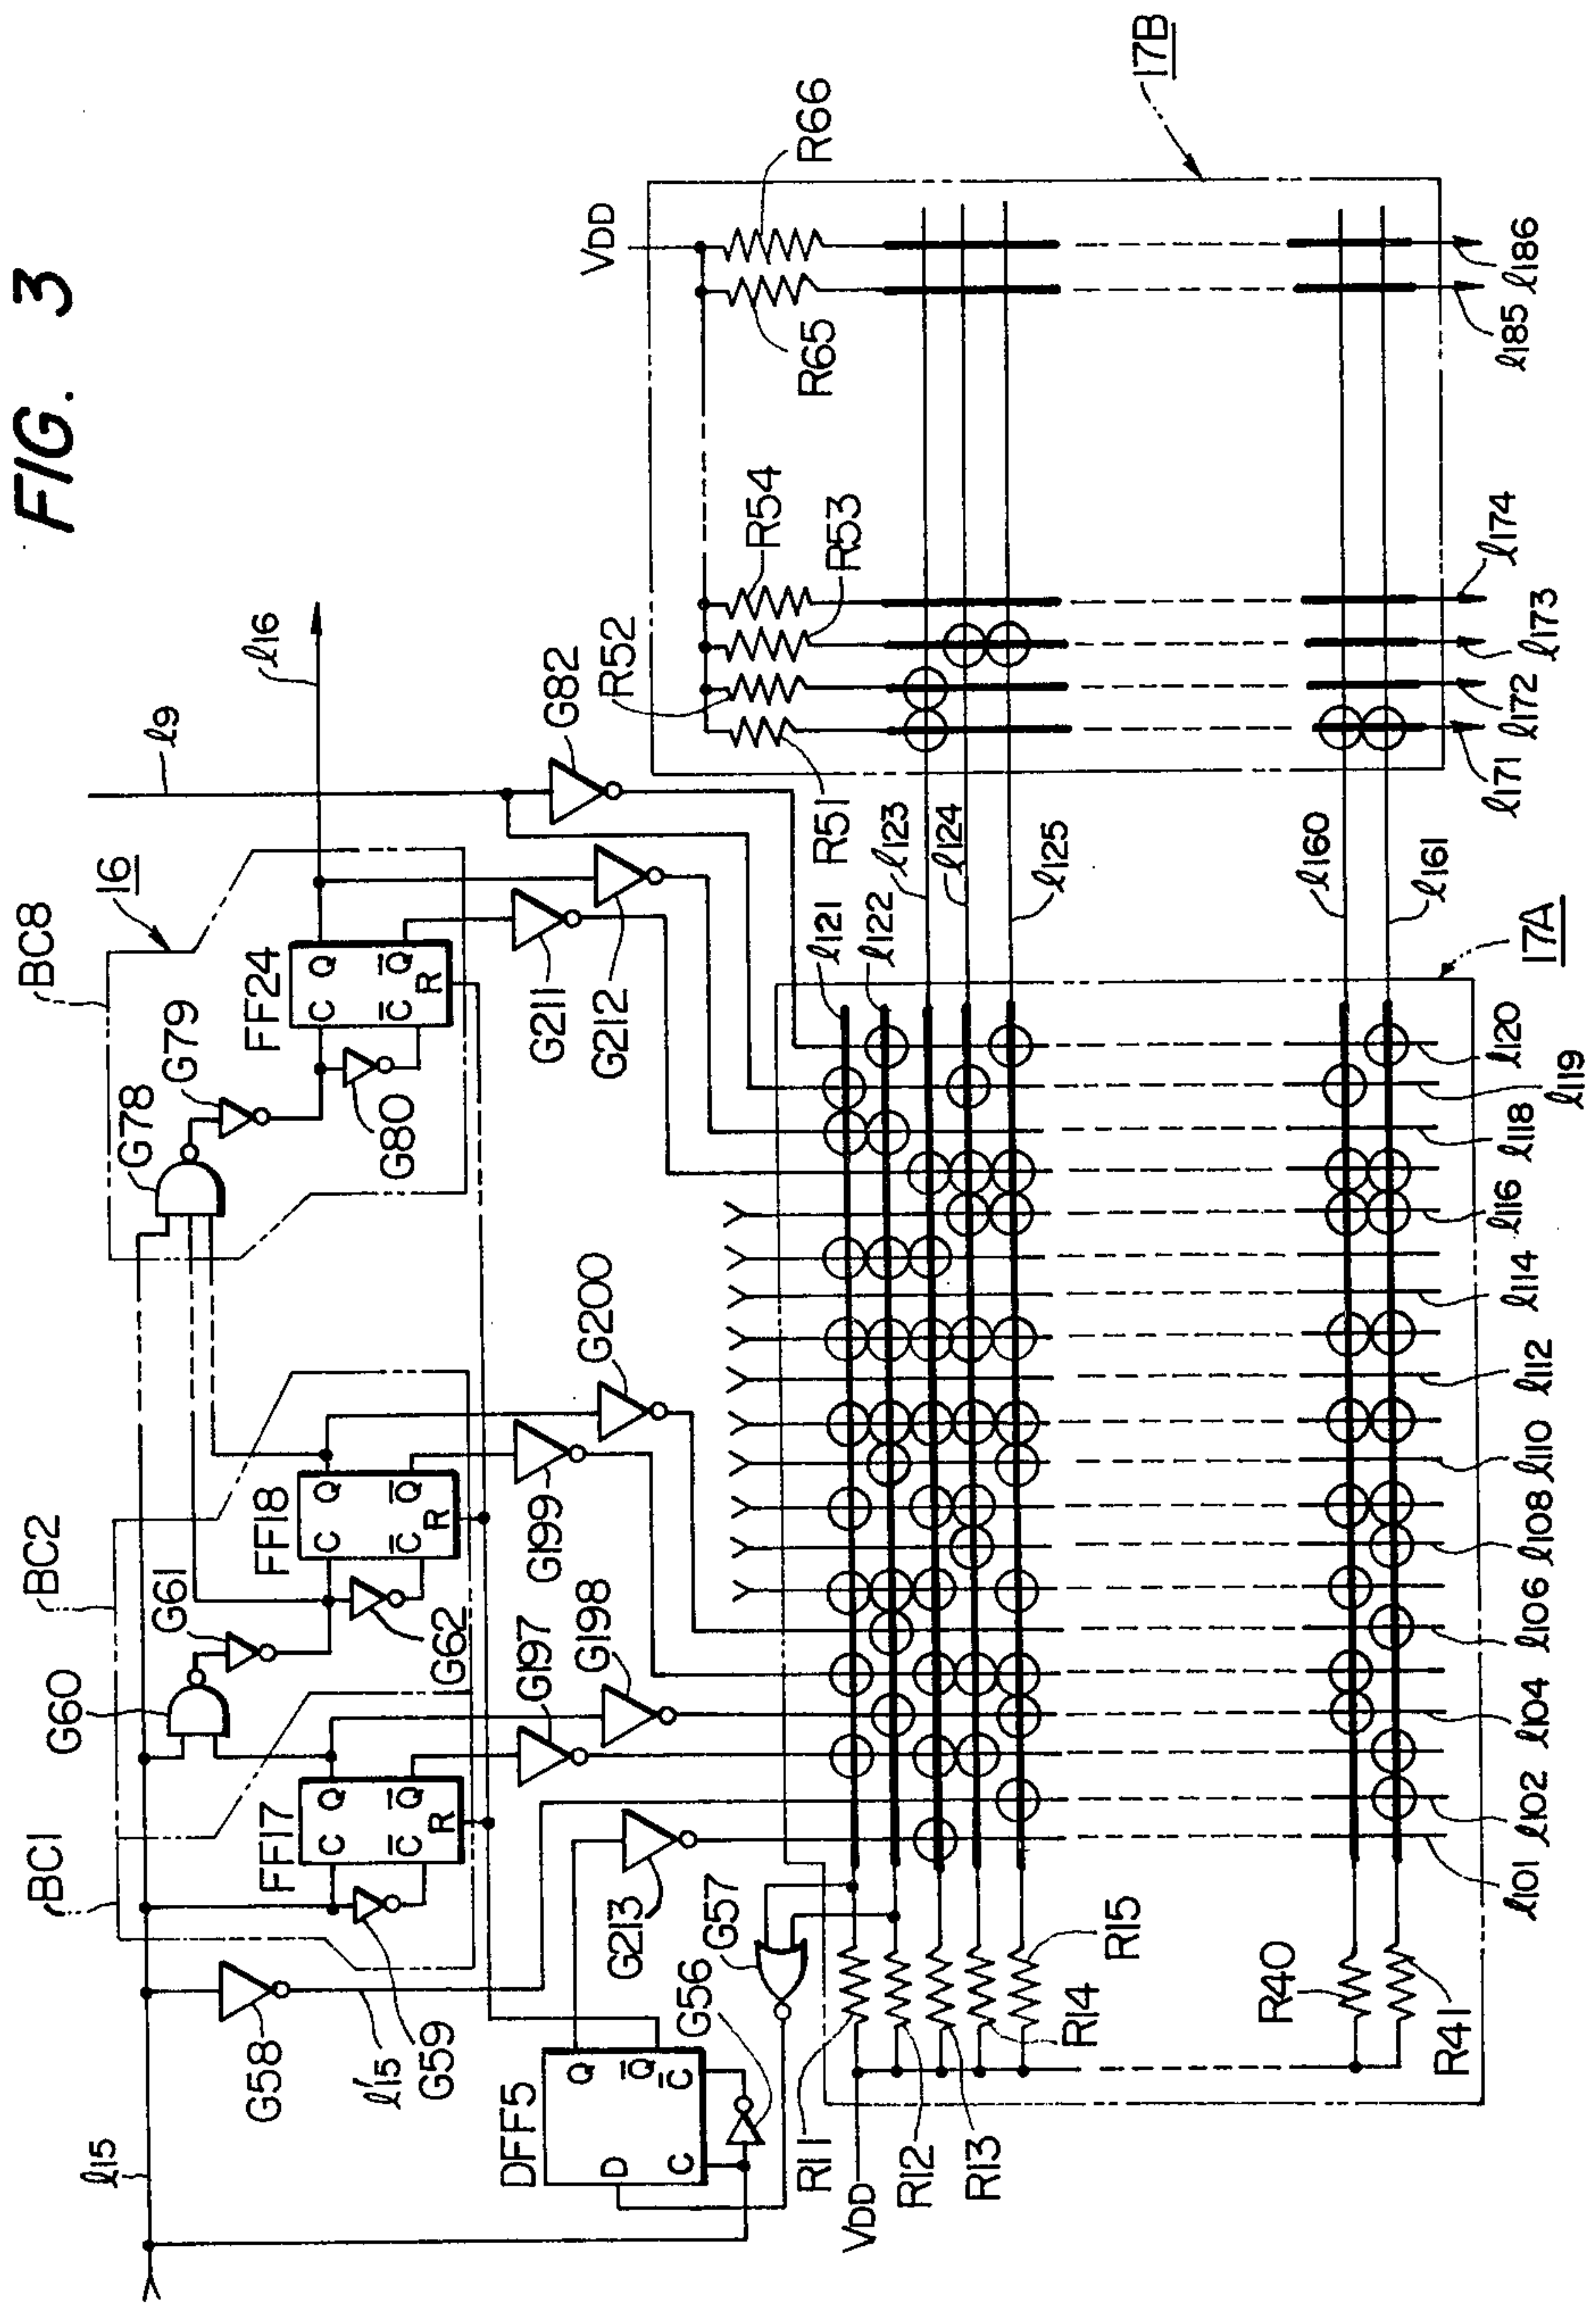 FIG. 3
BC1
BC2
BC8
16
ℓ15
G58
ℓ'15
G59
FF17
C
Q
C̅
Q̅
R
G60
G61
G62
FF18
C
Q
C̅
Q̅
R
G78
G79
G80
FF24
C
Q
C̅
Q̅
R
ℓ16
ℓ9
DFF5
D
Q
Q̅
C
C̅
G56
G57
G213
G197
G198
G199
G200
G211
G212
G82
VDD
R11
R12
R13
R14
R15
R40
R41
ℓ121
ℓ122
ℓ123
ℓ124
ℓ125
ℓ160
ℓ161
17A
ℓ101
ℓ102
ℓ104
ℓ106
ℓ108
ℓ110
ℓ112
ℓ114
ℓ116
ℓ118
ℓ119
ℓ120
VDD
R51
R52
R53
R54
R65
R66
17B
ℓ171
ℓ172
ℓ173
ℓ174
ℓ185
ℓ186